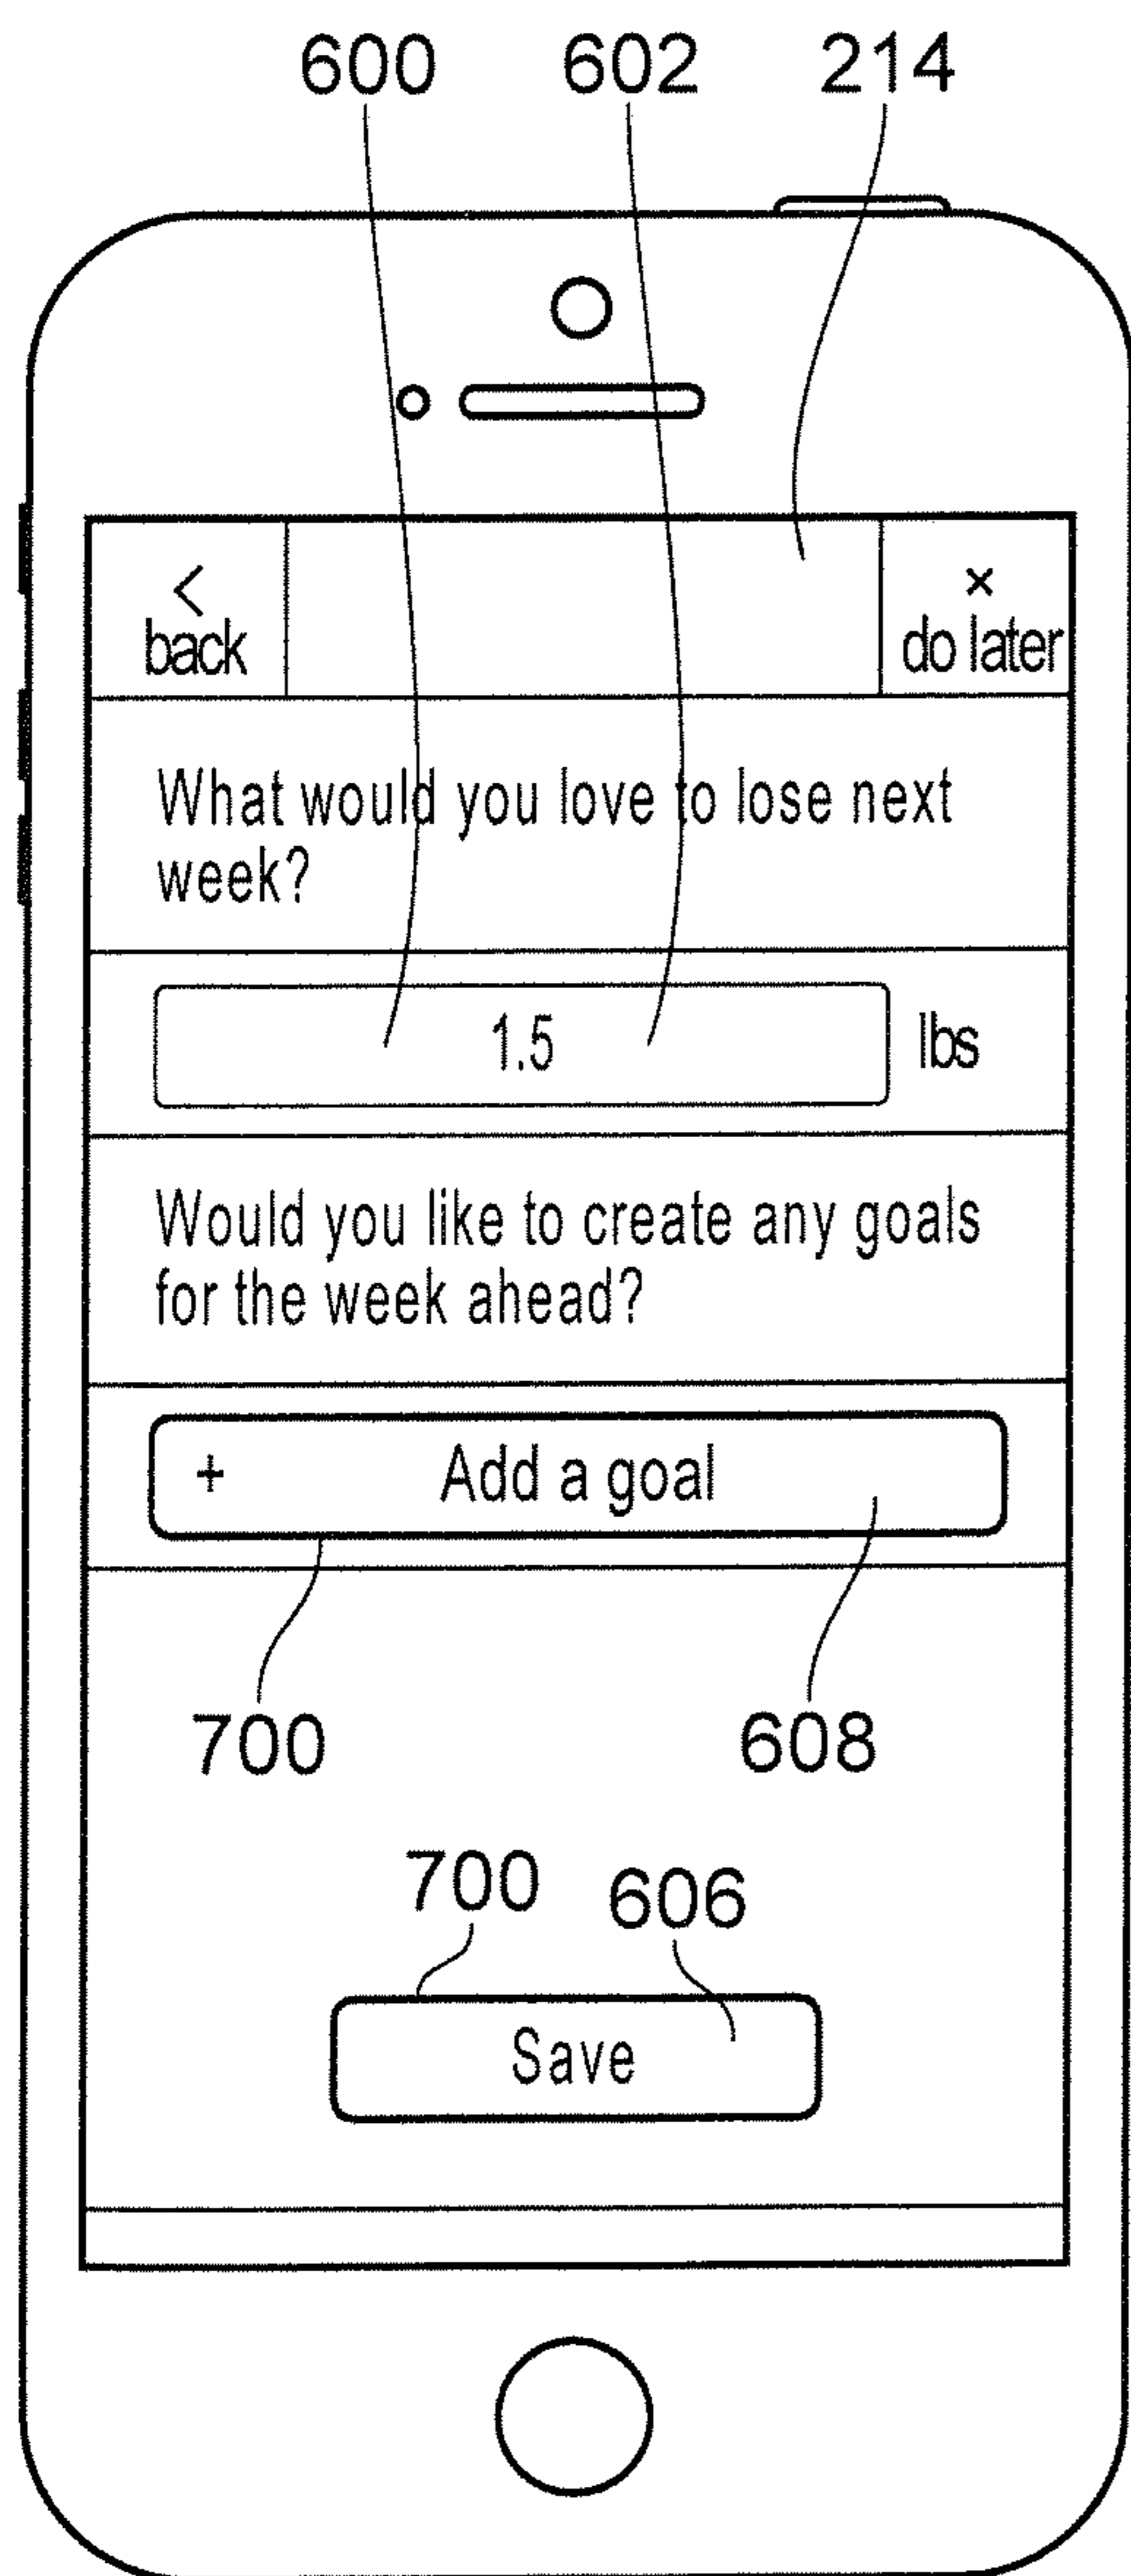 600 602 214
< ×
back do later
What would you love to lose next
week?
1.5 lbs
Would you like to create any goals
for the week ahead?
+ Add a goal
700 608
700 606
Save